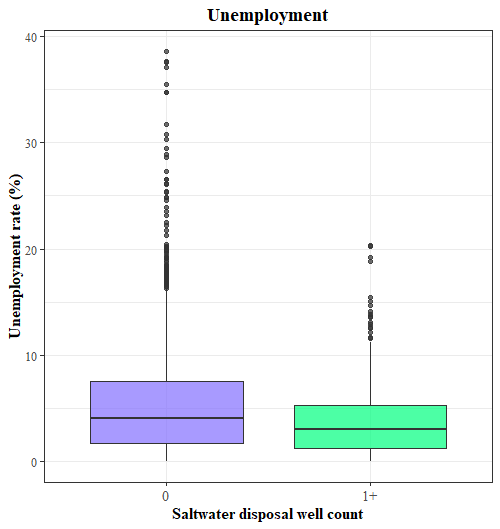 Unemployment
Unemployment rate (%)
40
30
20
10
0
0 1+
Saltwater disposal well count